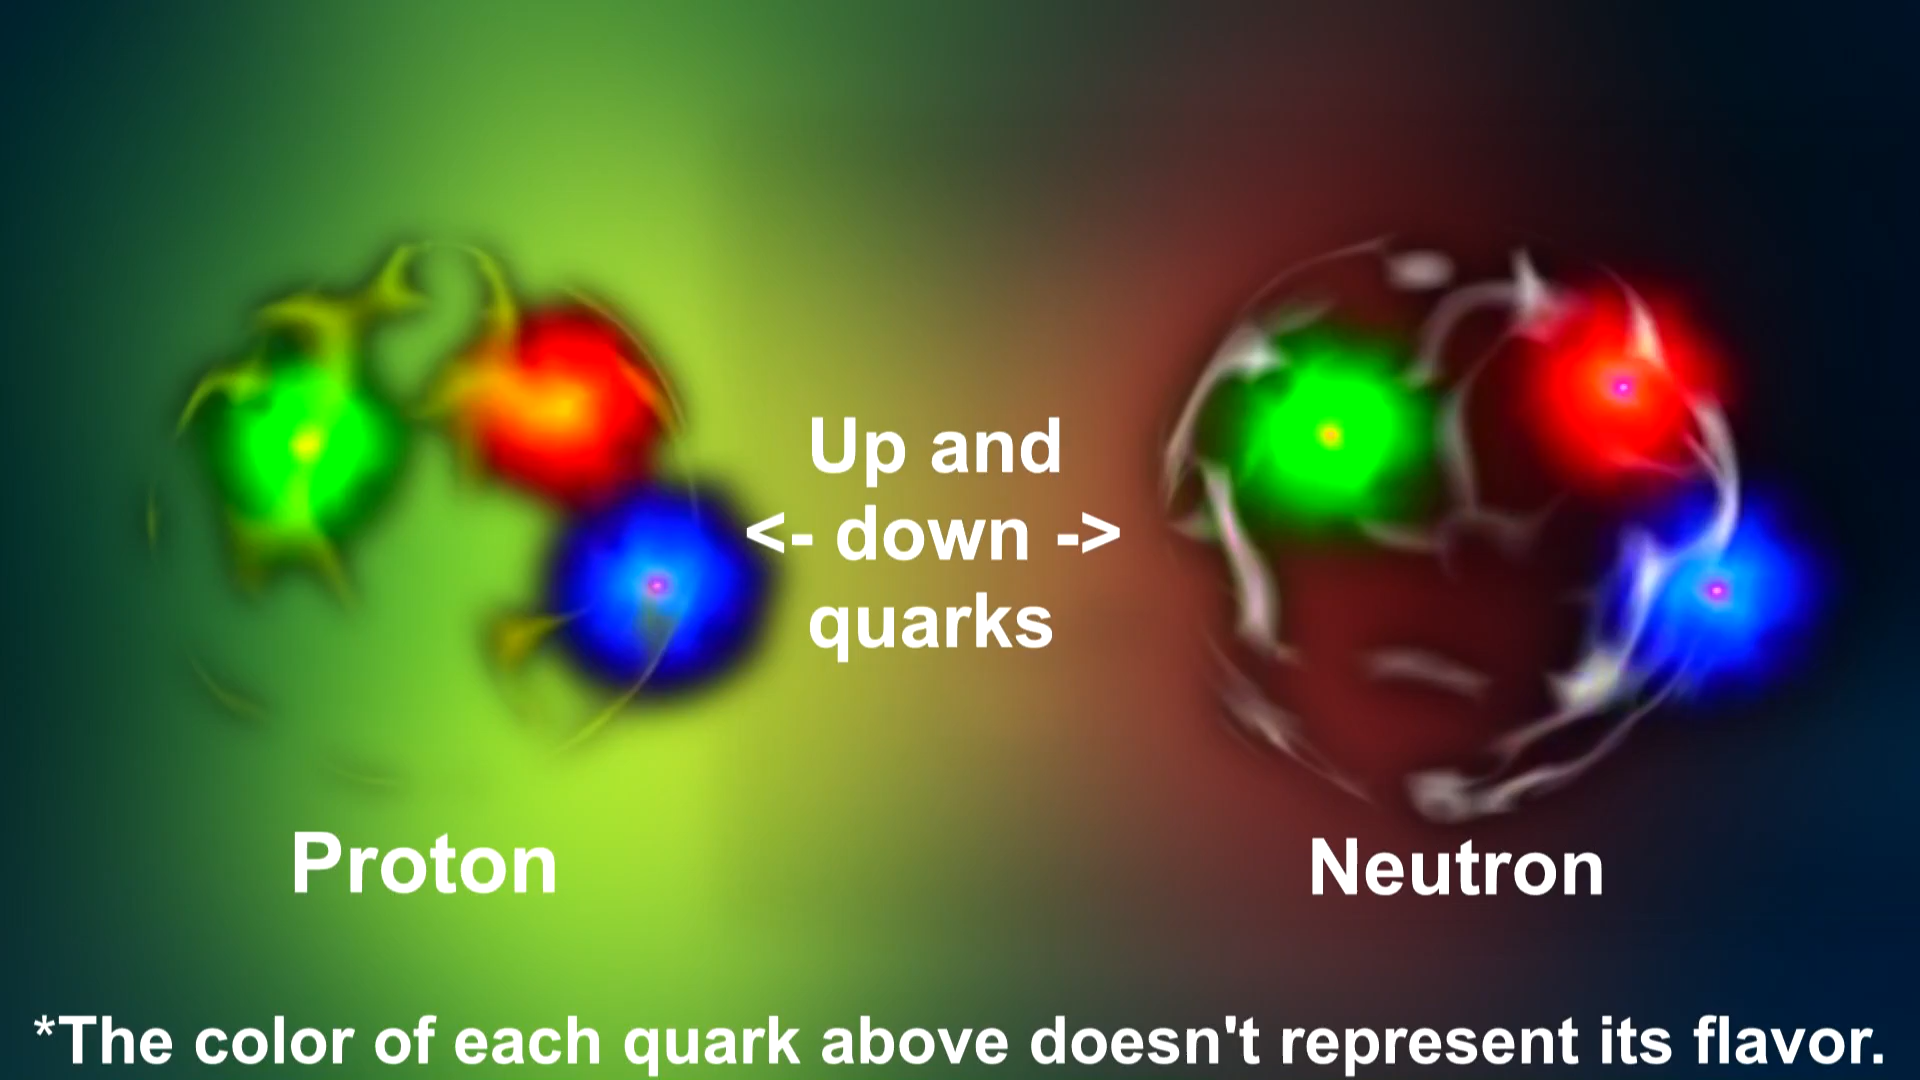 Up and
<- down ->
quarks
Proton
Neutron
*The color of each quark above doesn't represent its flavor.